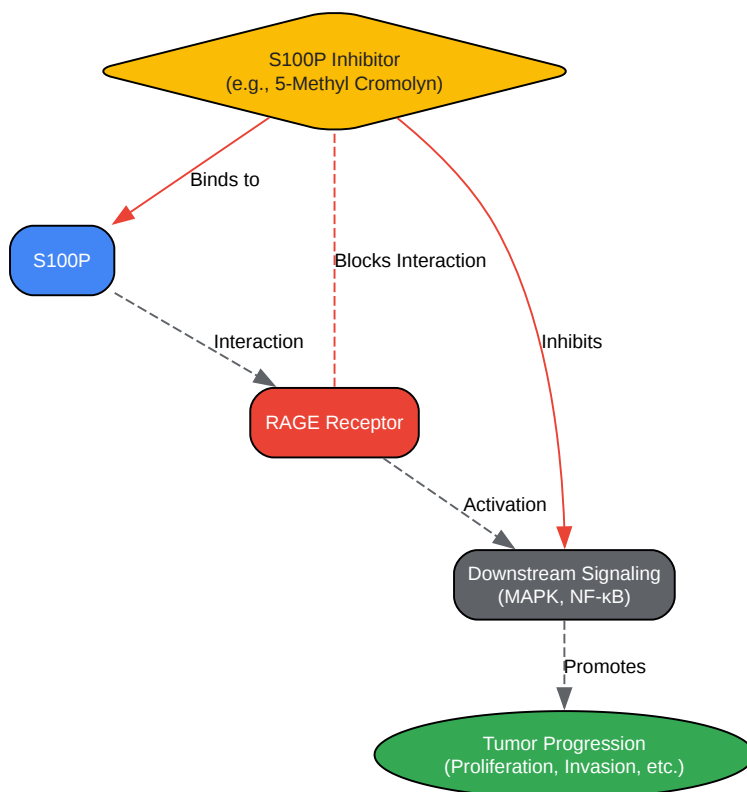 S100P Inhibitor
(e.g., 5-Methyl Cromolyn)
Binds to
S100P
Blocks Interaction
Interaction
Inhibits
RAGE Receptor
Activation
Downstream Signaling
(MAPK, NF-κB)
Promotes
Tumor Progression
(Proliferation, Invasion, etc.)